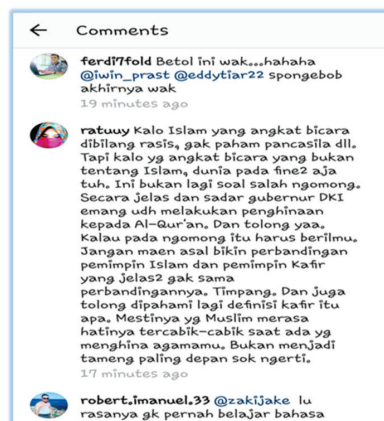 Comments
ferdi7fold Betol ini wak...hahaha
@iwin_prast @eddytiar22 spongebob
akhirnya wak
19 minutes ago
ratuuy Kalo Islam yang angkat bicara
dibilang rasis, gak paham pancasila dll.
Tapi kalo yg angkat bicara yang bukan
tentang Islam, dunia pada fine2 aja
tuh. Ini bukan lagi soal salah ngomong.
Secara jelas dan sadar gubernur DKI
emang udh melakukan penghinaan
kepada Al-Qur'an. Dan tolong yaa.
Kalau pada ngomong itu harus berilmu.
Jangan maen asal bikin perbandingan
pemimpin Islam dan pemimpin Kafir
yang jelas2 gak sama
perbandingannya. Timpang. Dan juga
tolong dipahami lagi definisi kafir itu
apa. Mestinya yg Muslim merasa
hatinya tercabik-cabik saat ada yg
menghina agamamu. Bukan menjadi
tameng paling depan sok ngerti.
17 minutes ago
robert.imanuel.33 @zakijake lu
rasanya gk pernah belajar bahasa